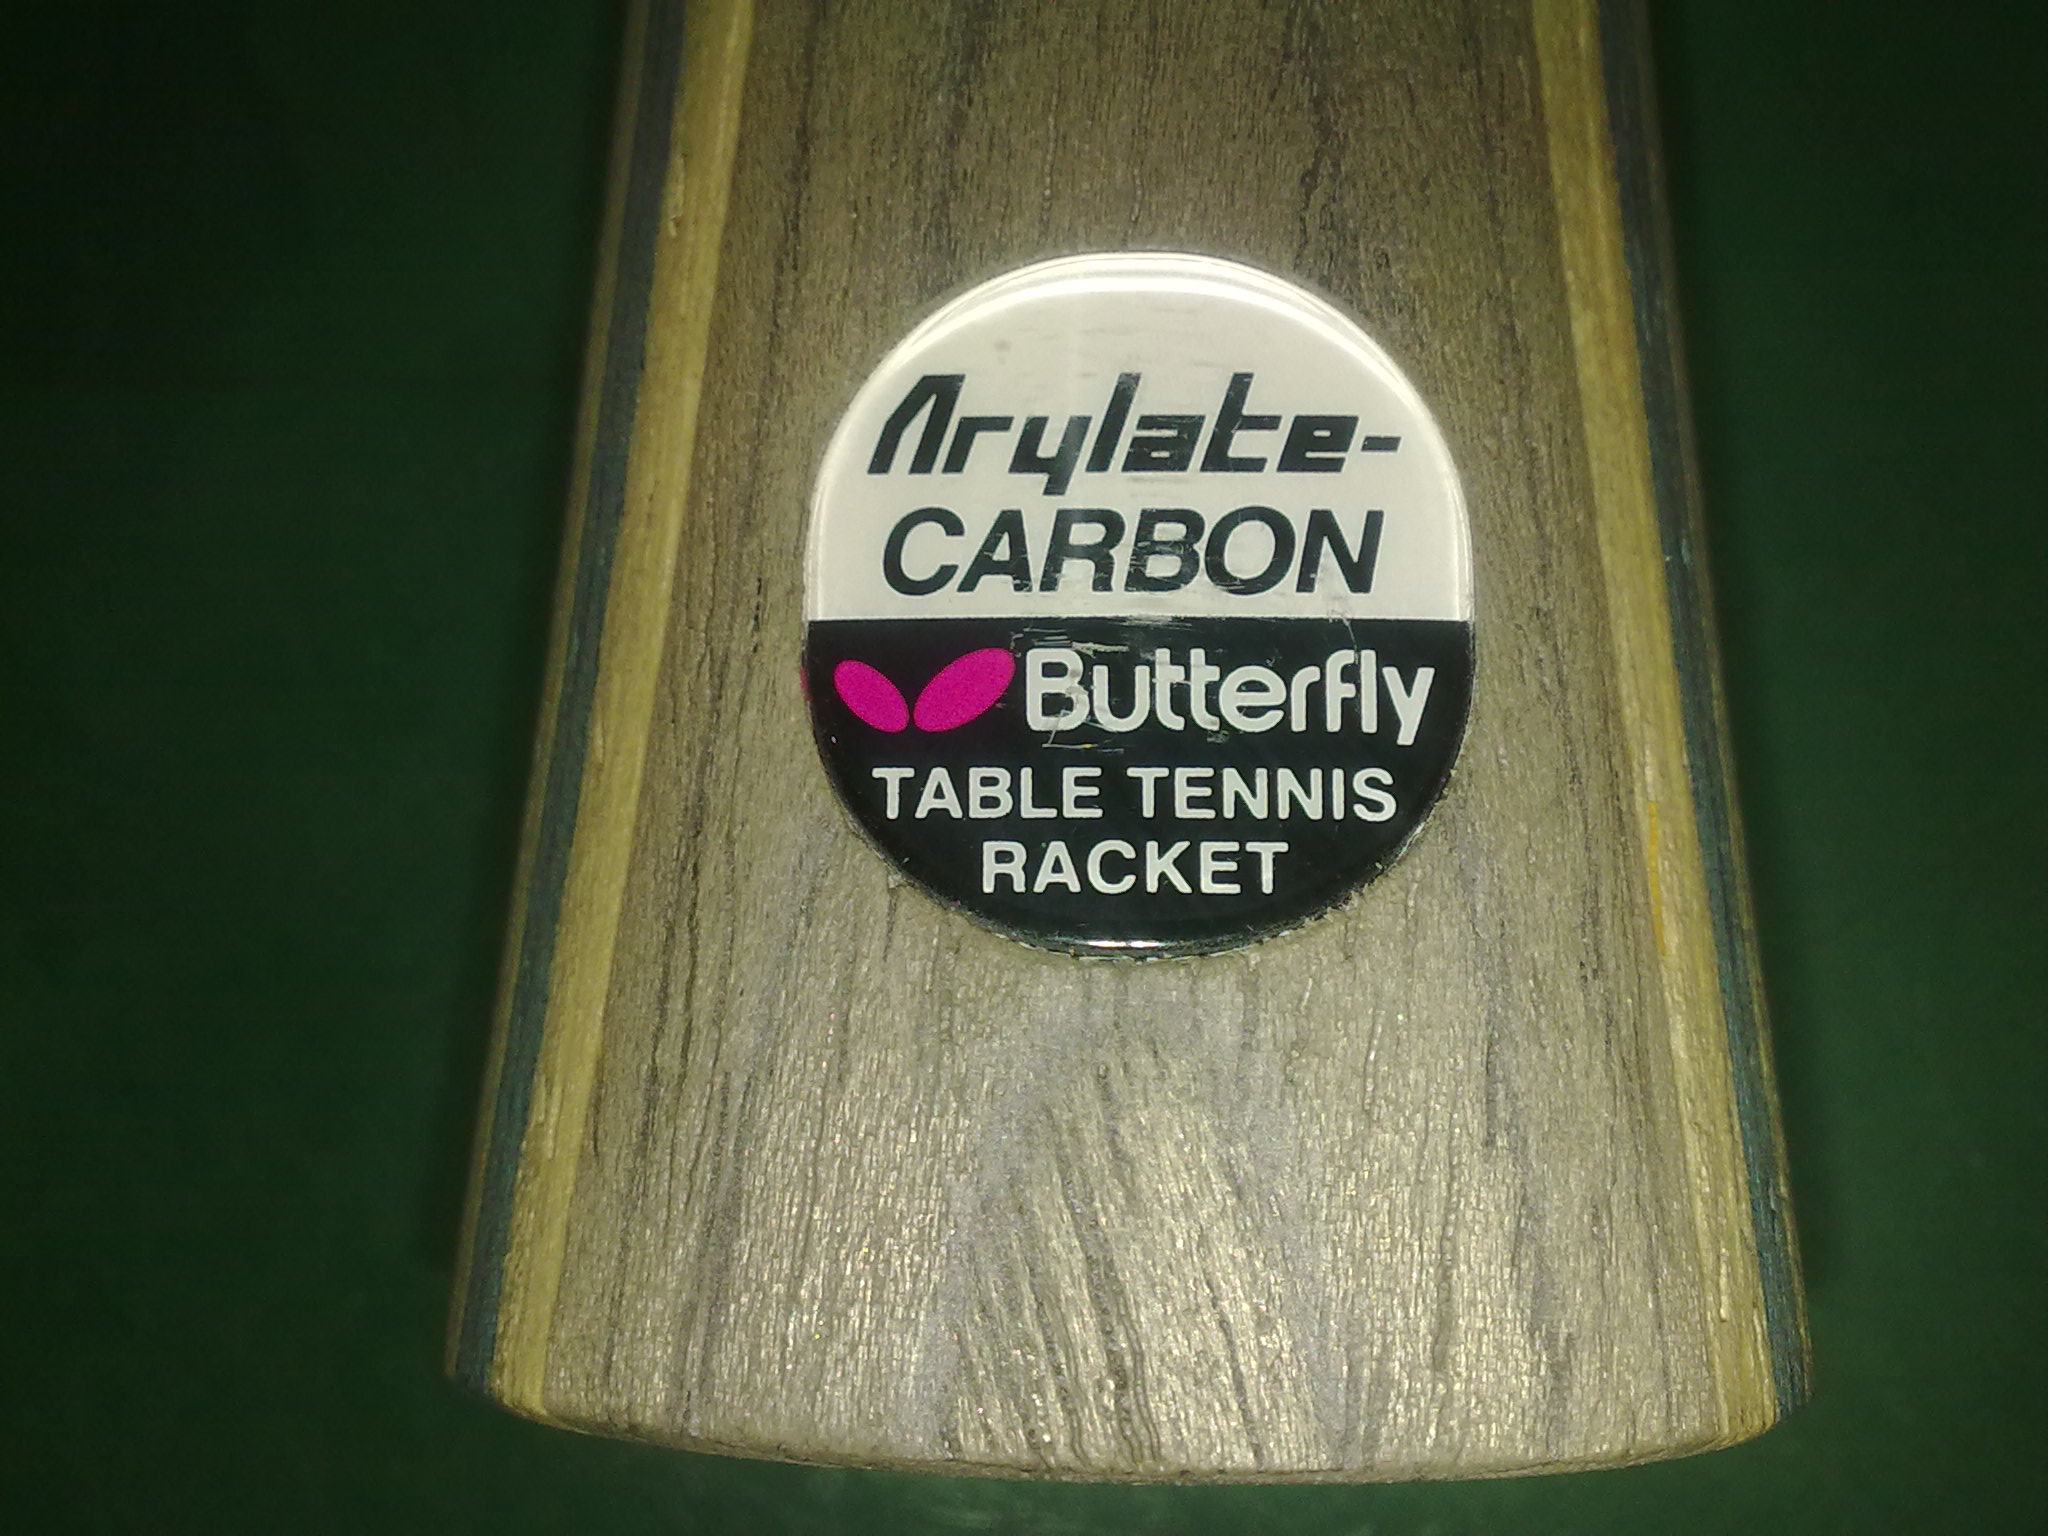 Arylate-
CARBON
Butterfly
TABLE TENNIS
RACKET